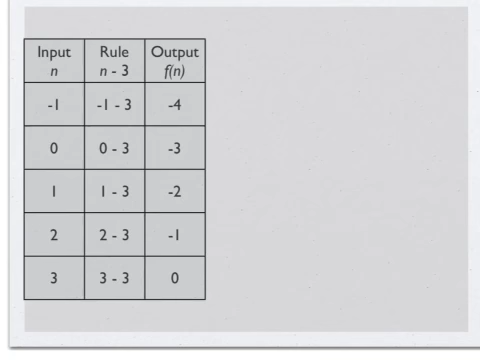 Input Rule Output
n n - 3 f(n)
-1 -1 - 3 -4
0 0 - 3 -3
1 1 - 3 -2
2 2 - 3 -1
3 3 - 3 0